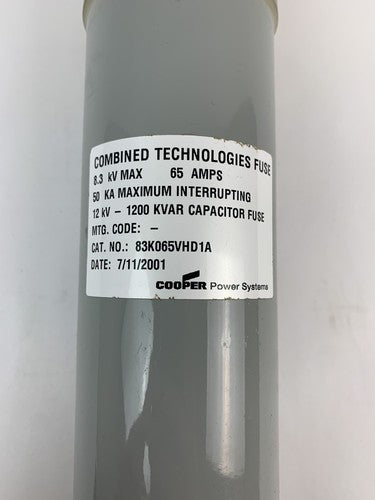 COMBINED TECHNOLOGIES FUSE
8.3 kV MAX 65 AMPS
50 KA MAXIMUM INTERRUPTING
12 kV – 1200 KVAR CAPACITOR FUSE
MTG. CODE: –
CAT. NO.: 83K065VHD1A
DATE: 7/11/2001
COOPER Power Systems